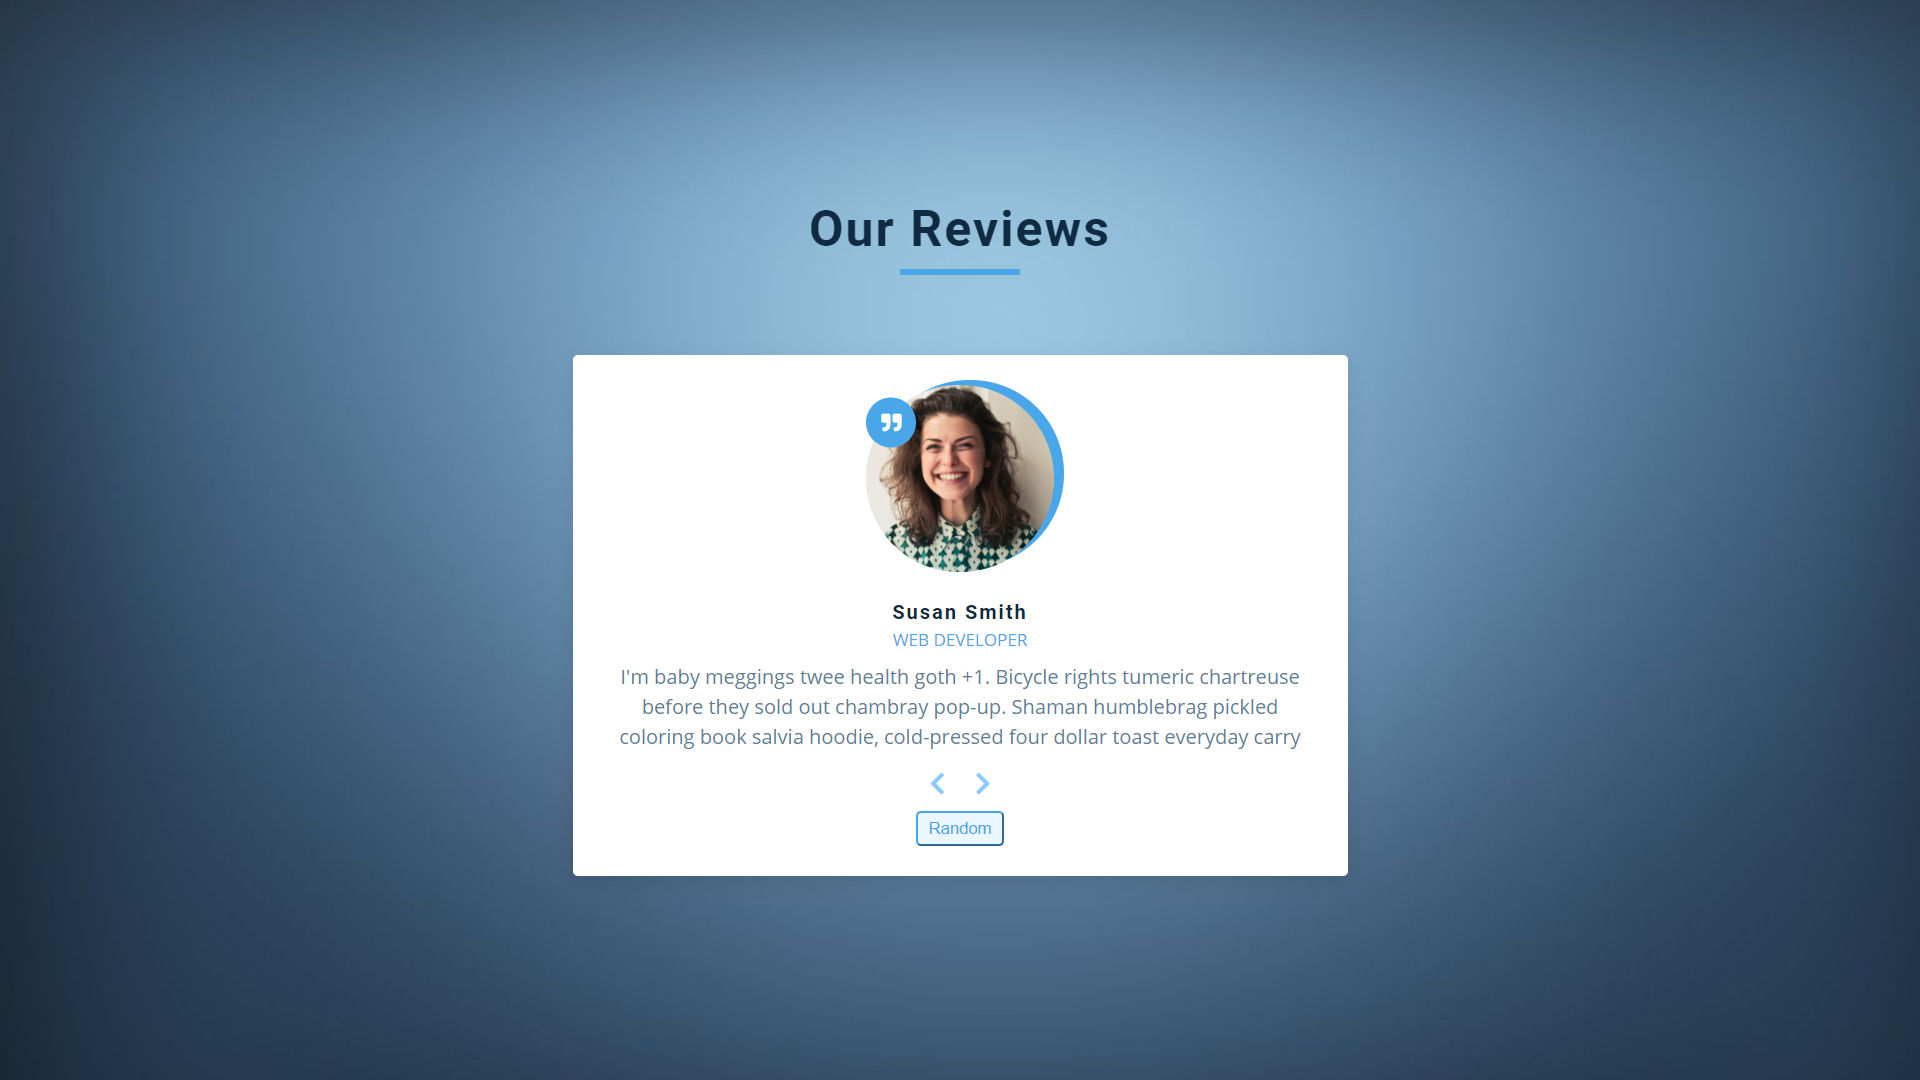 Our Reviews
Susan Smith
WEB DEVELOPER
I'm baby meggings twee health goth +1. Bicycle rights tumeric chartreuse
before they sold out chambray pop-up. Shaman humblebrag pickled
coloring book salvia hoodie, cold-pressed four dollar toast everyday carry
Random